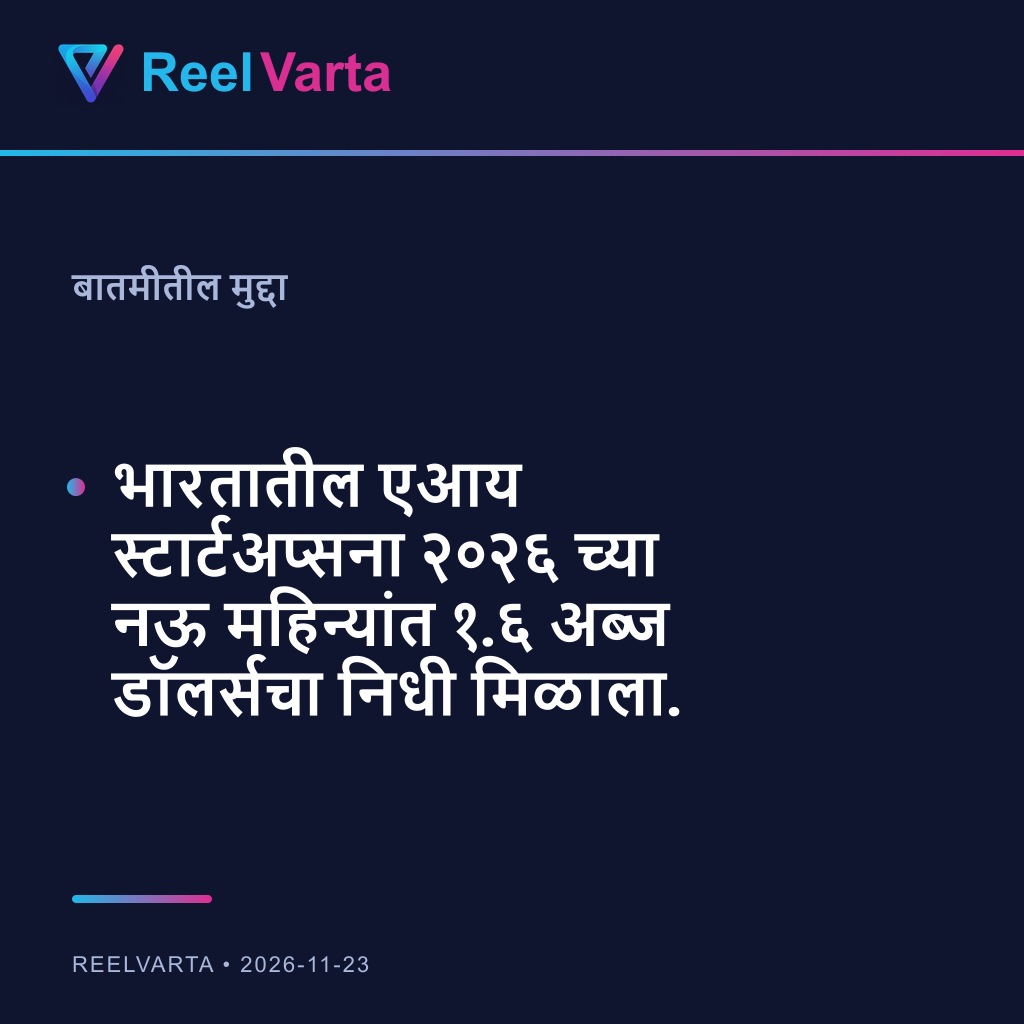 Reel Varta
बातमीतील मुद्दा
• भारतातील एआय
स्टार्टअप्सना २०२६ च्या
नऊ महिन्यांत १.६ अब्ज
डॉलर्सचा निधी मिळाला.
REELVARTA • 2026-11-23